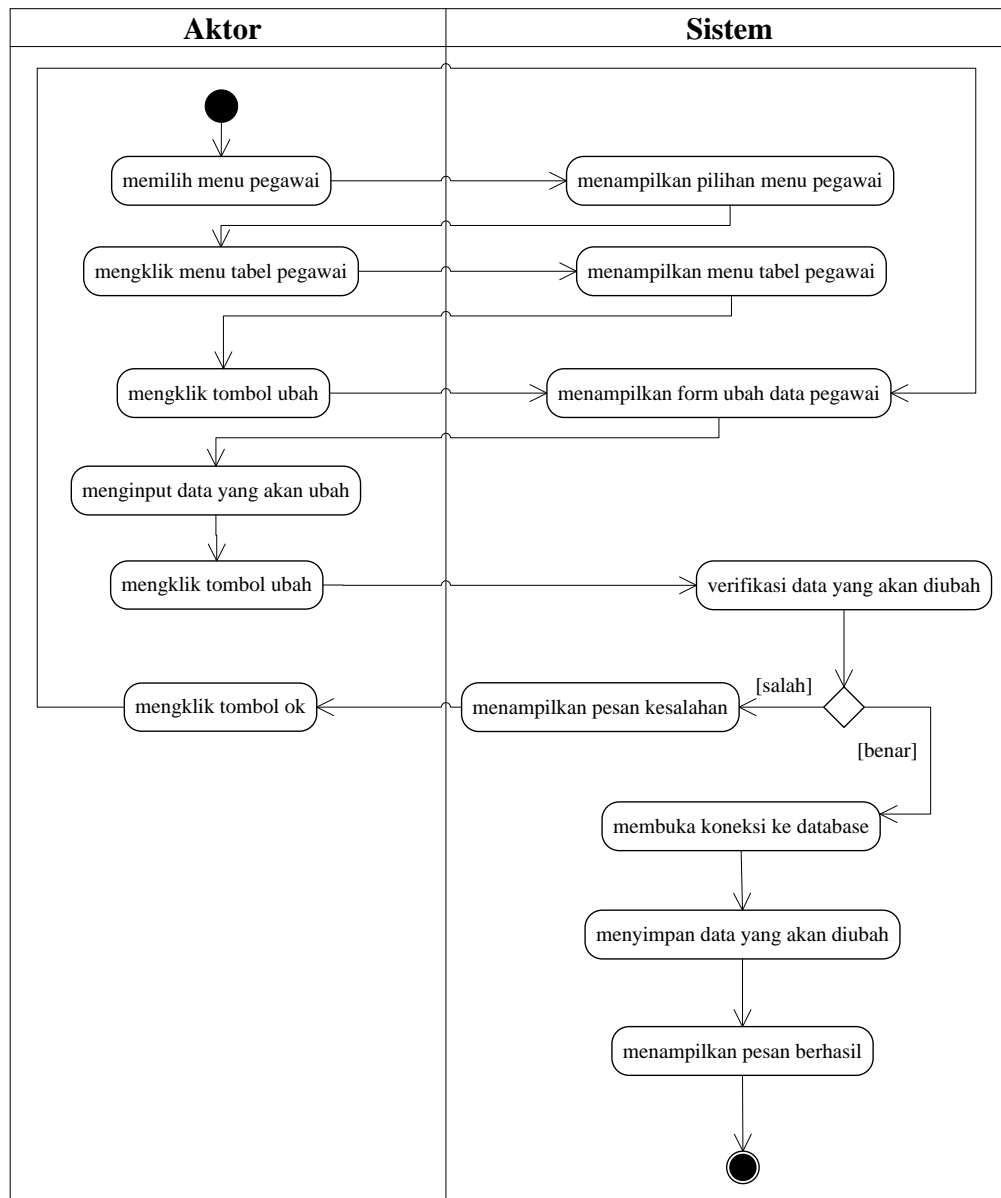 Aktor
Sistem
memilih menu pegawai
menampilkan pilihan menu pegawai
mengklik menu tabel pegawai
menampilkan menu tabel pegawai
mengklik tombol ubah
menampilkan form ubah data pegawai
menginput data yang akan ubah
mengklik tombol ubah
verifikasi data yang akan diubah
[salah]
mengklik tombol ok
menampilkan pesan kesalahan
[benar]
membuka koneksi ke database
menyimpan data yang akan diubah
menampilkan pesan berhasil